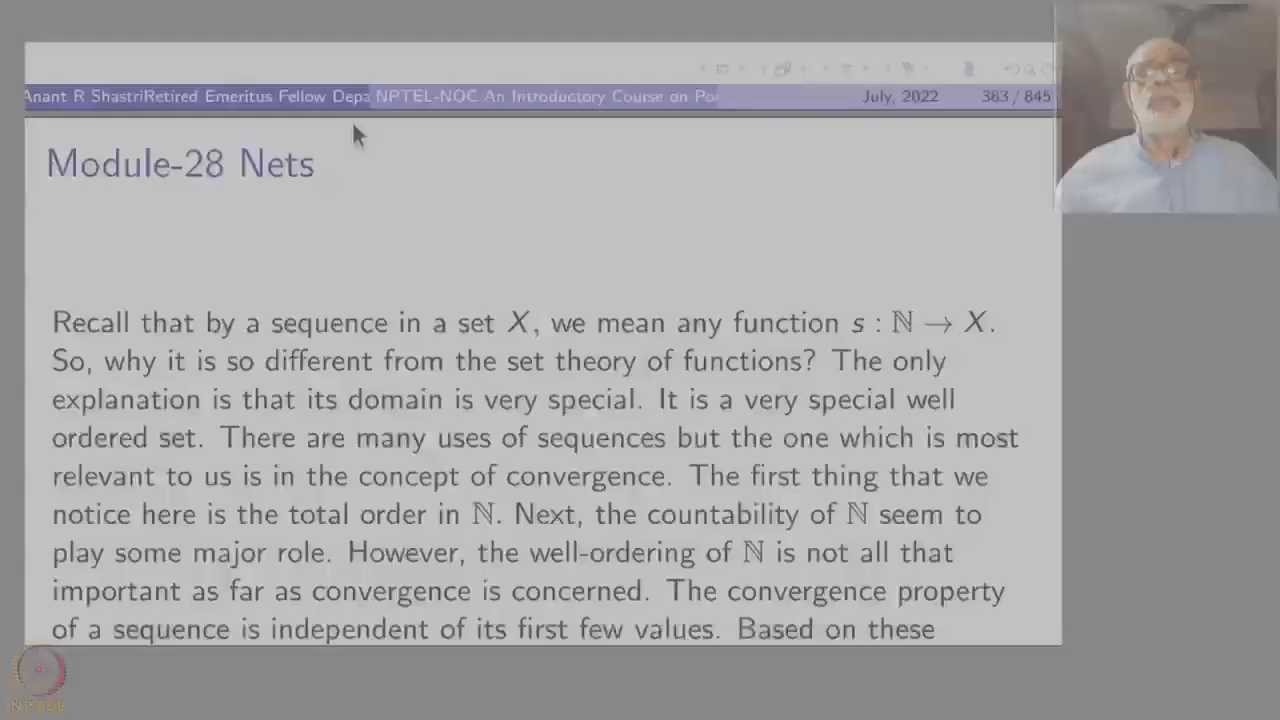 Anant R ShastriRetired Emeritus Fellow Depa NPTEL-NOC An Introductory Course on Poi July, 2022 383 / 845
Module-28 Nets
Recall that by a sequence in a set X, we mean any function s : ℕ → X.
So, why it is so different from the set theory of functions? The only
explanation is that its domain is very special. It is a very special well
ordered set. There are many uses of sequences but the one which is most
relevant to us is in the concept of convergence. The first thing that we
notice here is the total order in ℕ. Next, the countability of ℕ seem to
play some major role. However, the well-ordering of ℕ is not all that
important as far as convergence is concerned. The convergence property
of a sequence is independent of its first few values. Based on these
NPTEL